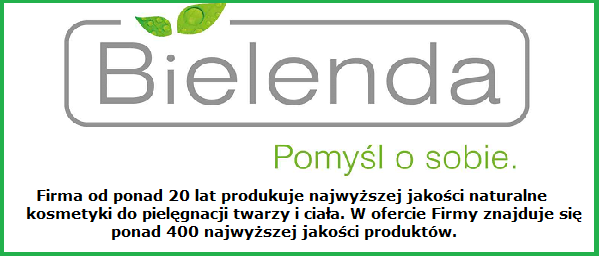 Bielenda
Pomyśl o sobie.
Firma od ponad 20 lat produkuje najwyższej jakości naturalne
kosmetyki do pielęgnacji twarzy i ciała. W ofercie Firmy znajduje się
ponad 400 najwyższej jakości produktów.